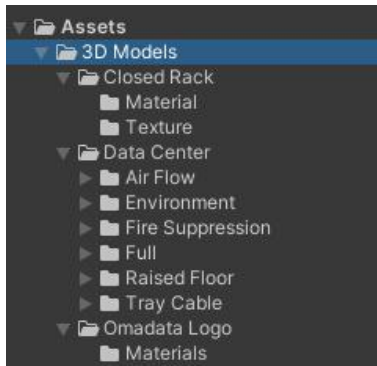 Assets
3D Models
Closed Rack
Material
Texture
Data Center
Air Flow
Environment
Fire Suppression
Full
Raised Floor
Tray Cable
Omadata Logo
Materials